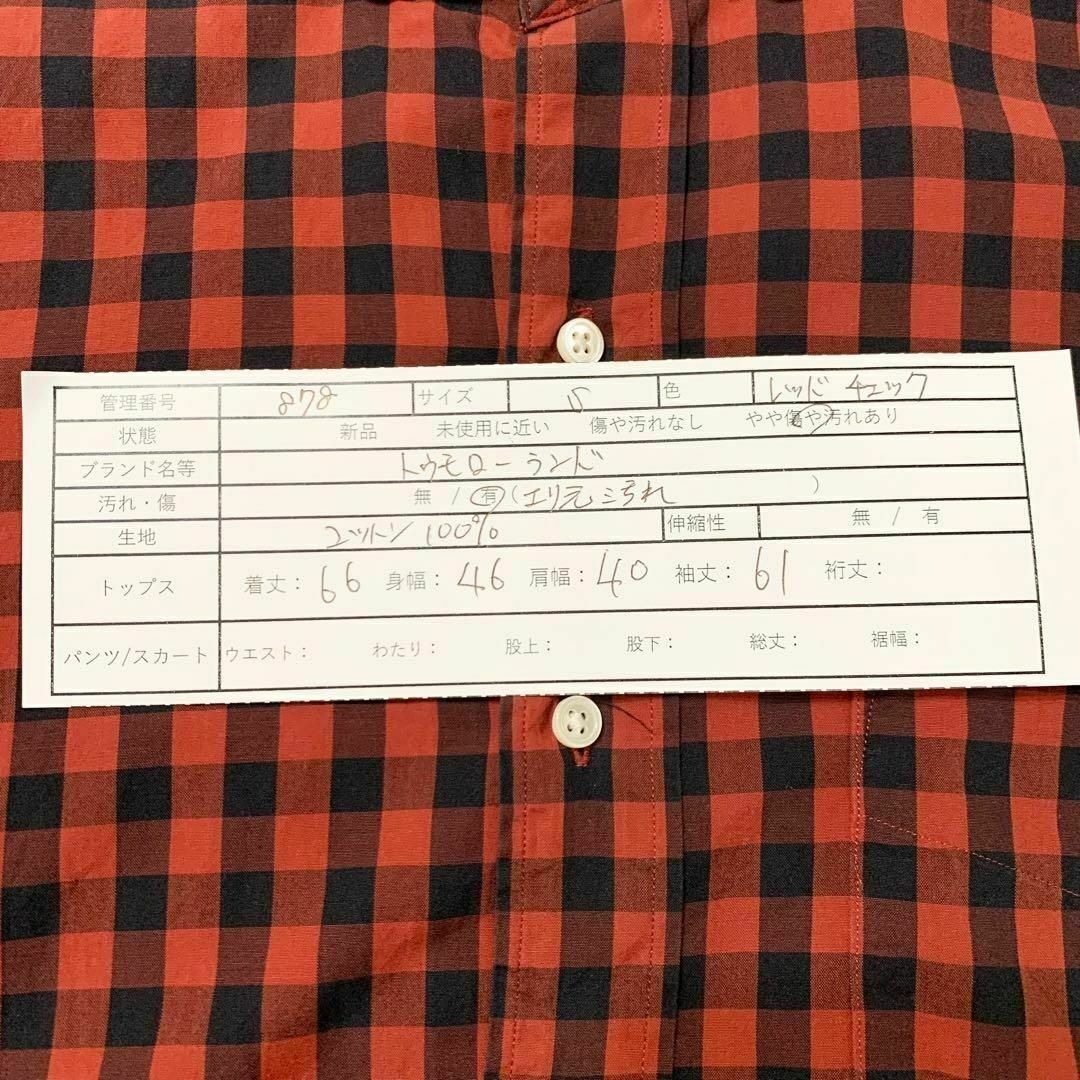 管理番号 878 サイズ S 色 レッド チェック
状態 新品 未使用に近い 傷や汚れなし やや傷や汚れあり
ブランド名等 トゥモローランド
汚れ・傷 無 / 有 (エリ元ニ汚れ )
生地 コットン 100% 伸縮性 無 / 有
トップス 着丈: 66 身幅: 46 肩幅: 40 袖丈: 61 裄丈:
パンツ/スカート ウエスト: わたり: 股上: 股下: 総丈: 裾幅: